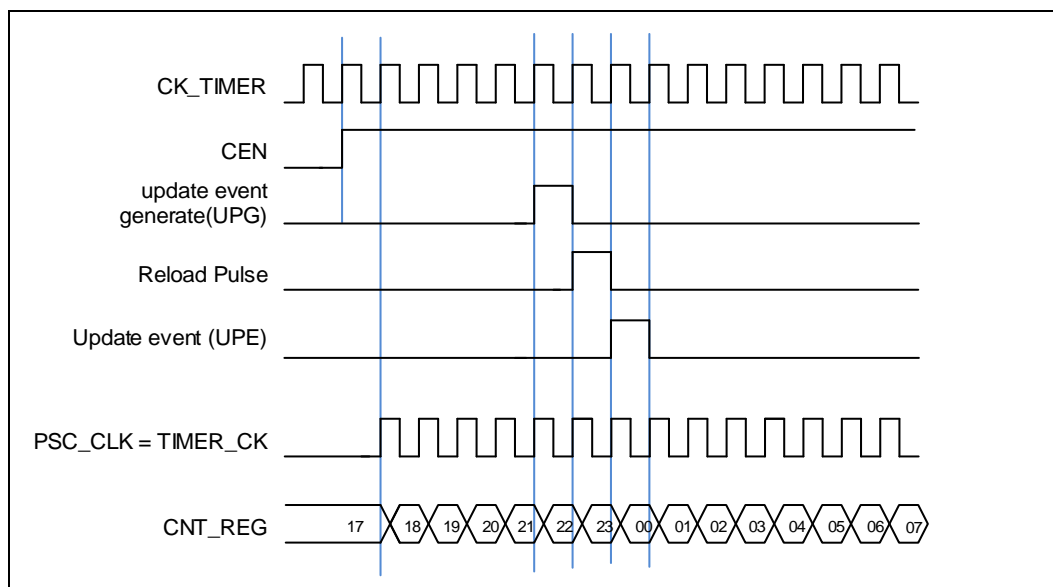 CK_TIMER
CEN
update event
generate(UPG)
Reload Pulse
Update event (UPE)
PSC_CLK = TIMER_CK
CNT_REG 17 18 19 20 21 22 23 00 01 02 03 04 05 06 07